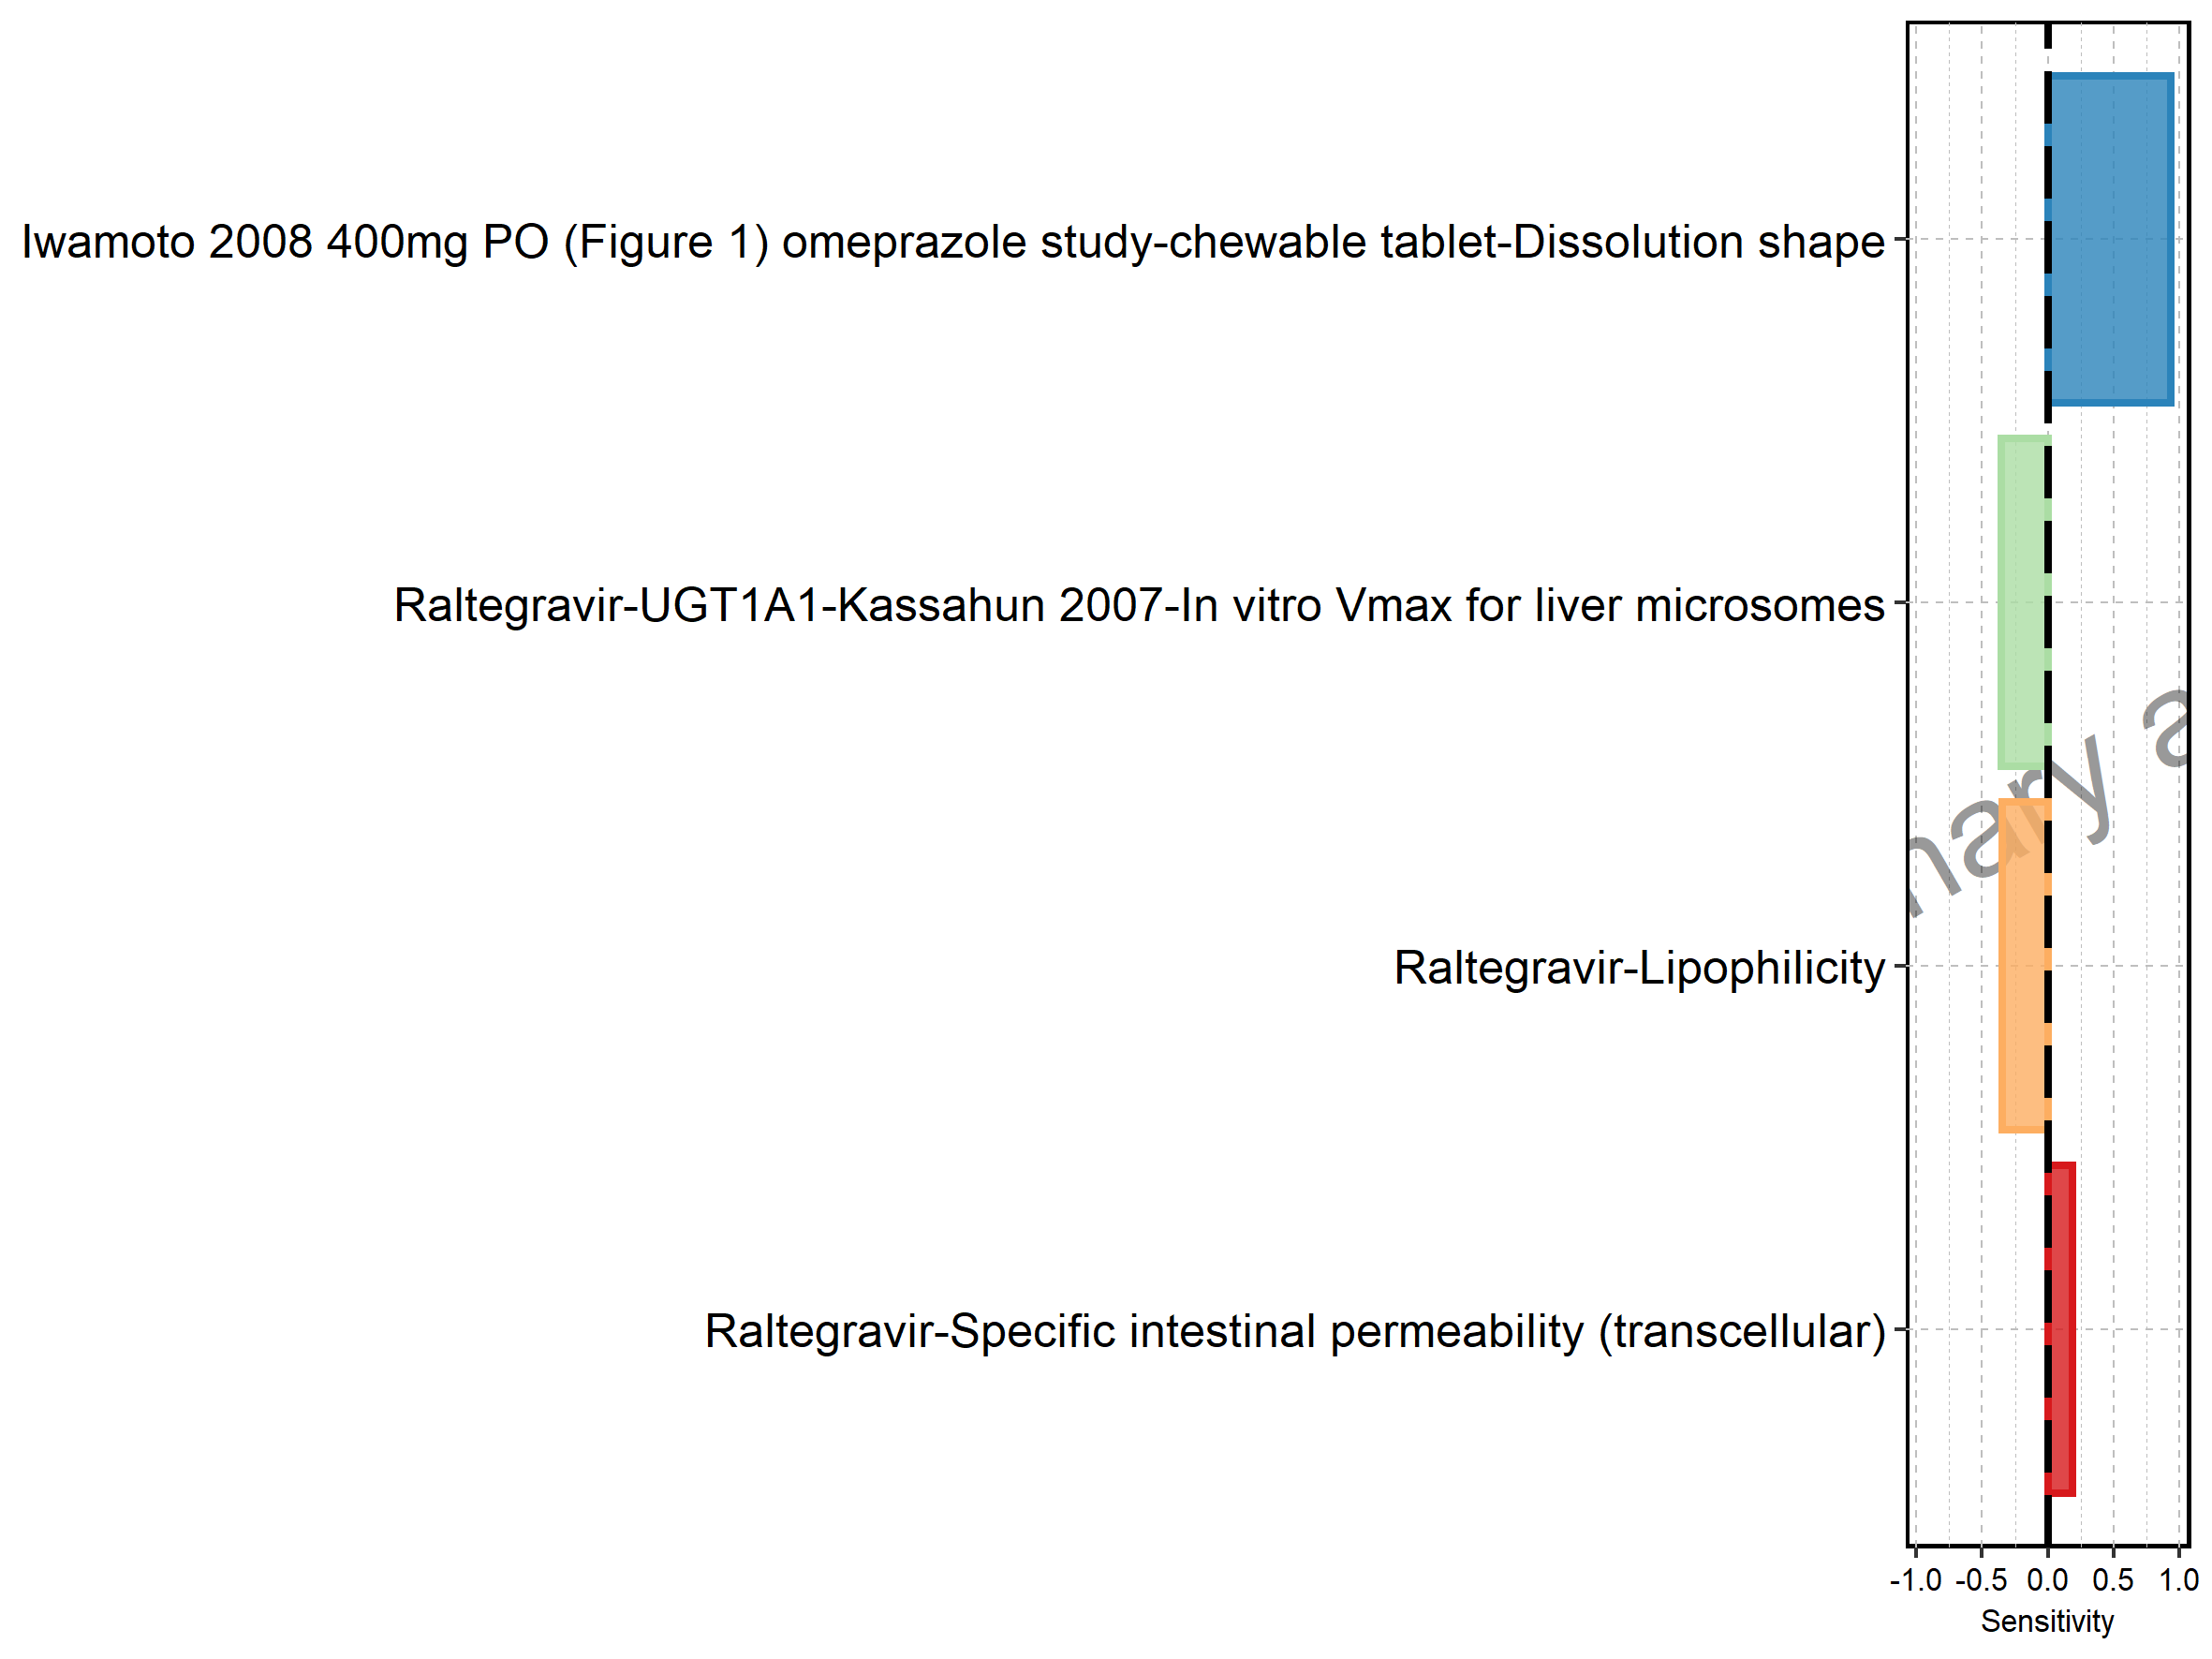 Iwamoto 2008 400mg PO (Figure 1) omeprazole study-chewable tablet-Dissolution shape
Raltegravir-UGT1A1-Kassahun 2007-In vitro Vmax for liver microsomes
Raltegravir-Lipophilicity
Raltegravir-Specific intestinal permeability (transcellular)
-1.0 -0.5 0.0 0.5 1.0
Sensitivity